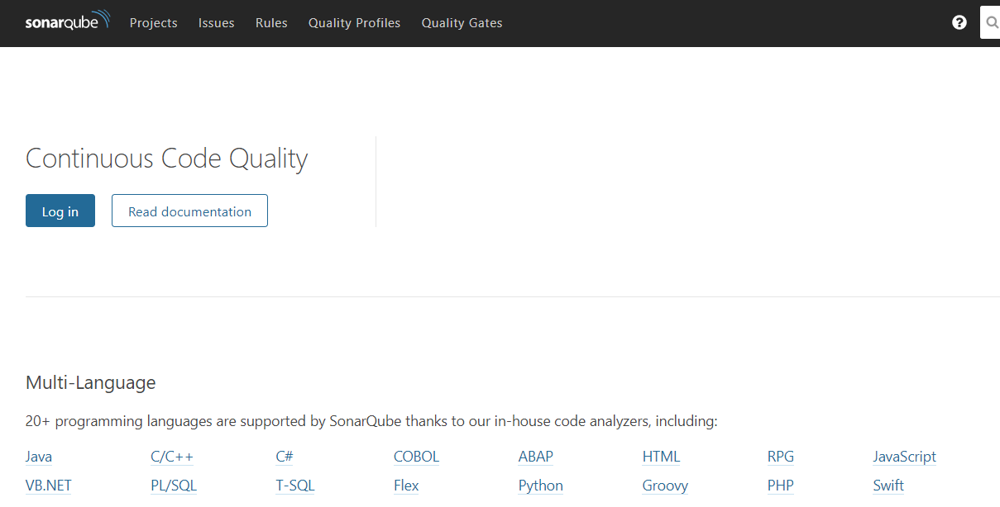 sonarqube Projects Issues Rules Quality Profiles Quality Gates ?
Continuous Code Quality
Log in Read documentation
Multi-Language
20+ programming languages are supported by SonarQube thanks to our in-house code analyzers, including:
Java C/C++ C# COBOL ABAP HTML RPG JavaScript
VB.NET PL/SQL T-SQL Flex Python Groovy PHP Swift